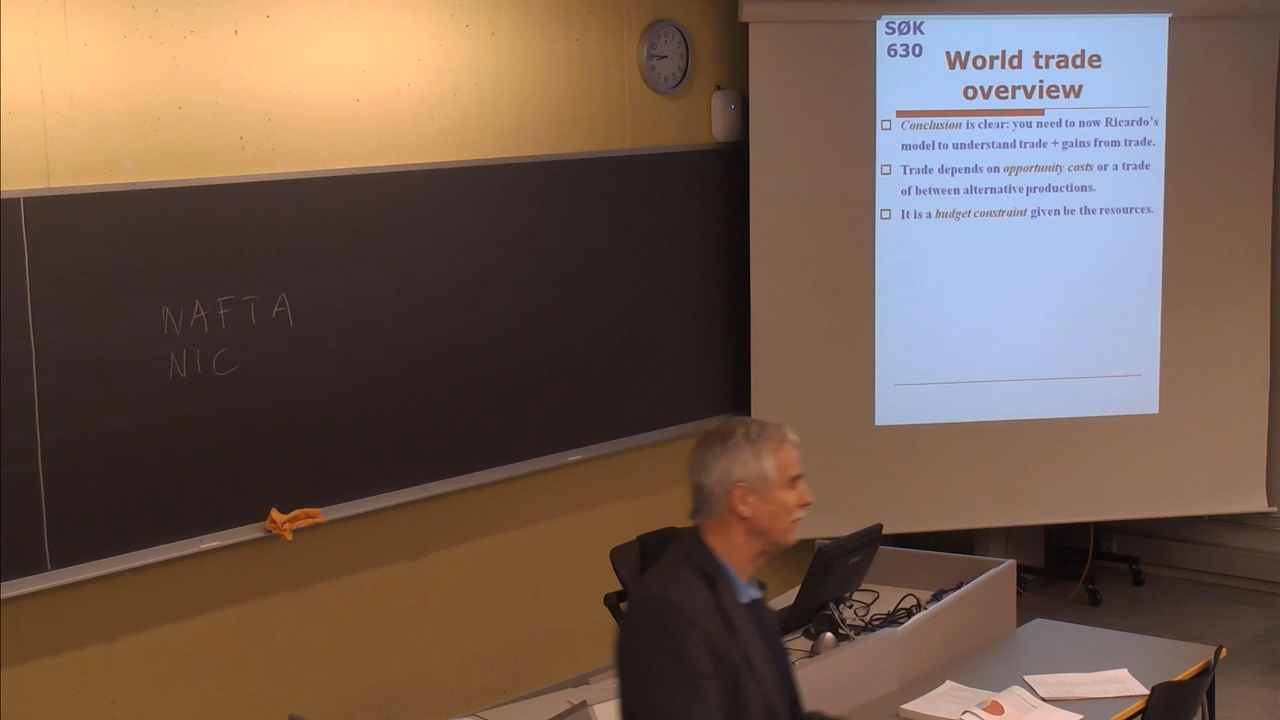 NAFTA
NIC
SØK
630
World trade
overview
Conclusion is clear: you need to now Ricardo's
model to understand trade + gains from trade.
Trade depends on opportunity costs or a trade
of between alternative productions.
It is a budget constraint given be the resources.